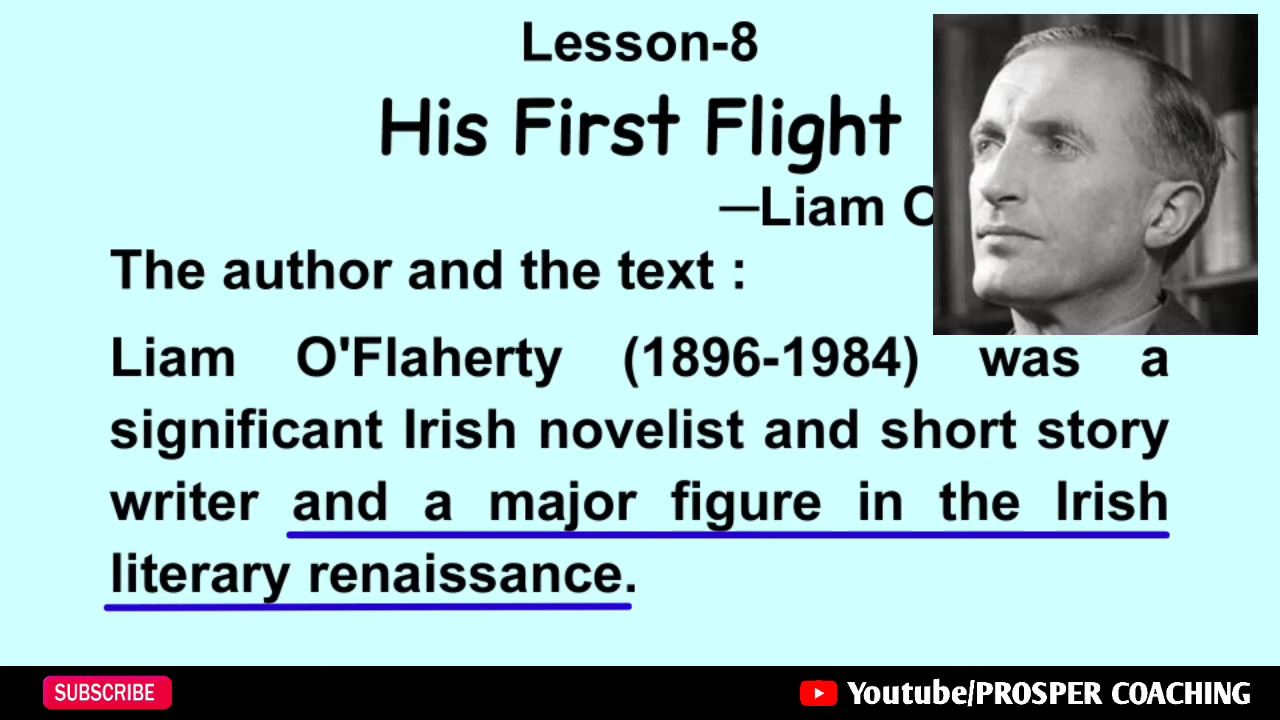 Lesson-8
His First Flight
—Liam O
The author and the text :
Liam O'Flaherty (1896-1984) was a
significant Irish novelist and short story
writer and a major figure in the Irish
literary renaissance.
SUBSCRIBE
Youtube/PROSPER COACHING